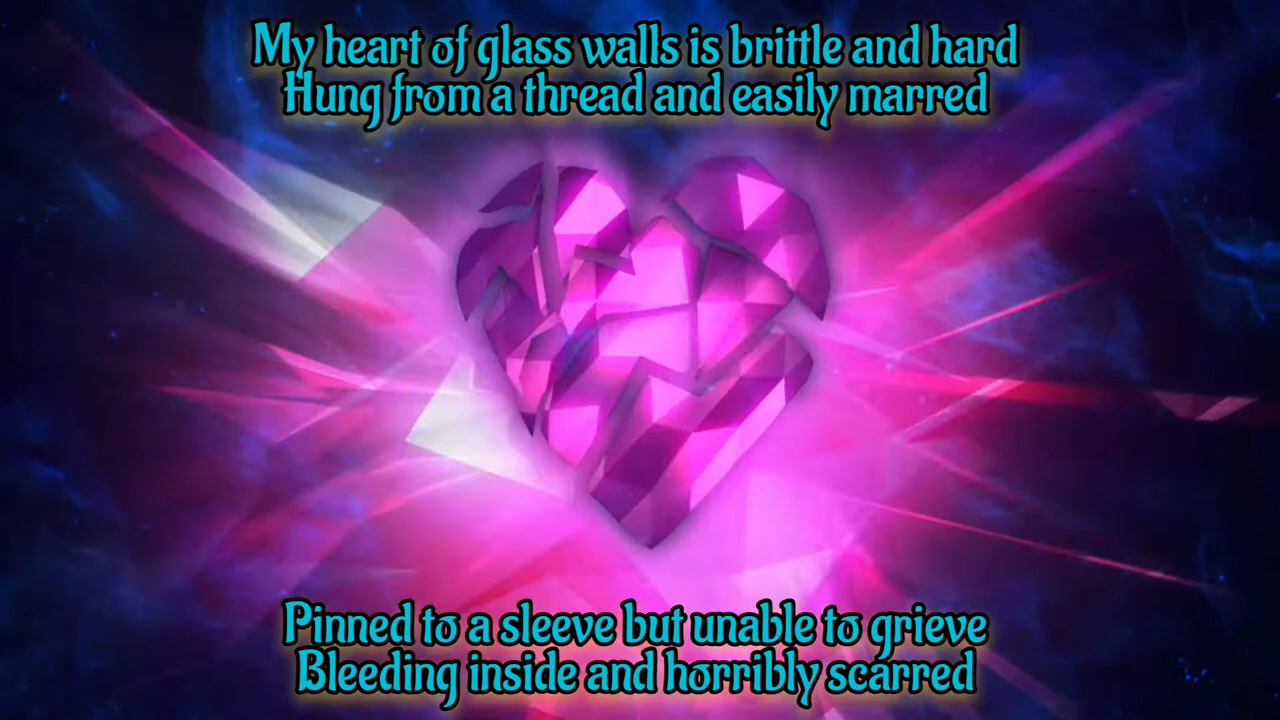 My heart of glass walls is brittle and hard
Hung from a thread and easily marred
Pinned to a sleeve but unable to grieve
Bleeding inside and horribly scarred